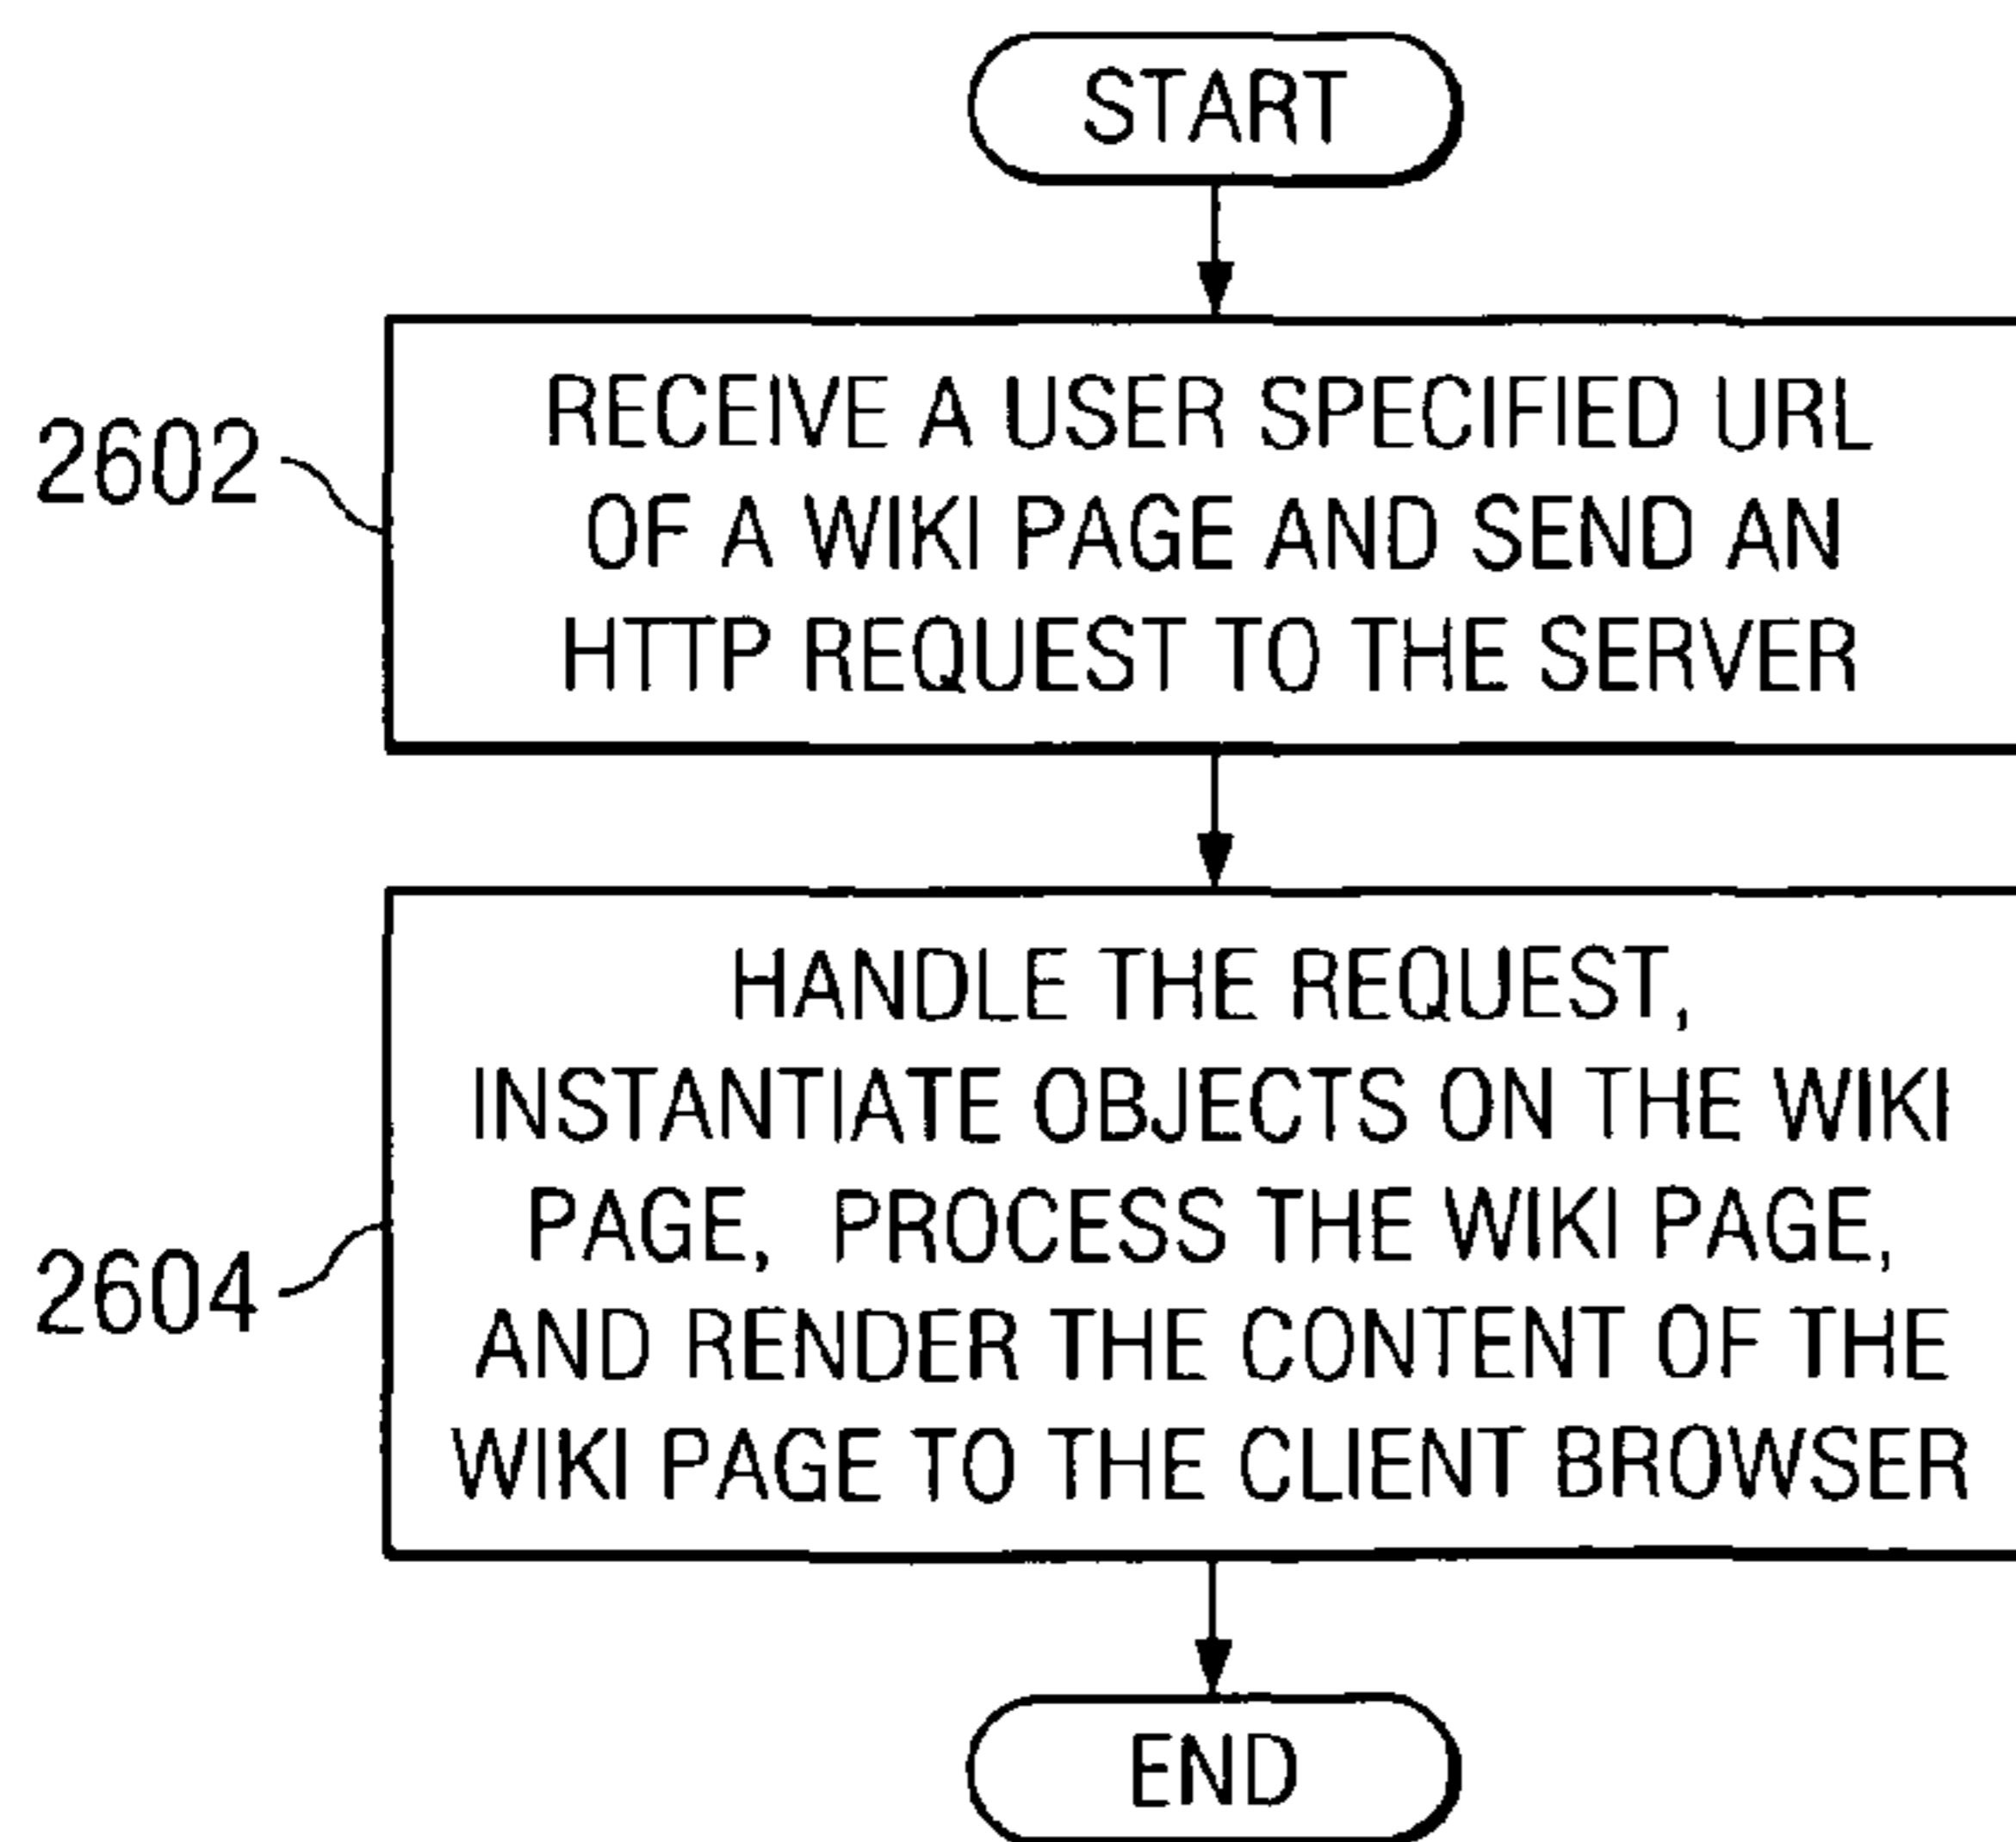 START
2602
RECEIVE A USER SPECIFIED URL
OF A WIKI PAGE AND SEND AN
HTTP REQUEST TO THE SERVER
2604
HANDLE THE REQUEST,
INSTANTIATE OBJECTS ON THE WIKI
PAGE, PROCESS THE WIKI PAGE,
AND RENDER THE CONTENT OF THE
WIKI PAGE TO THE CLIENT BROWSER
END